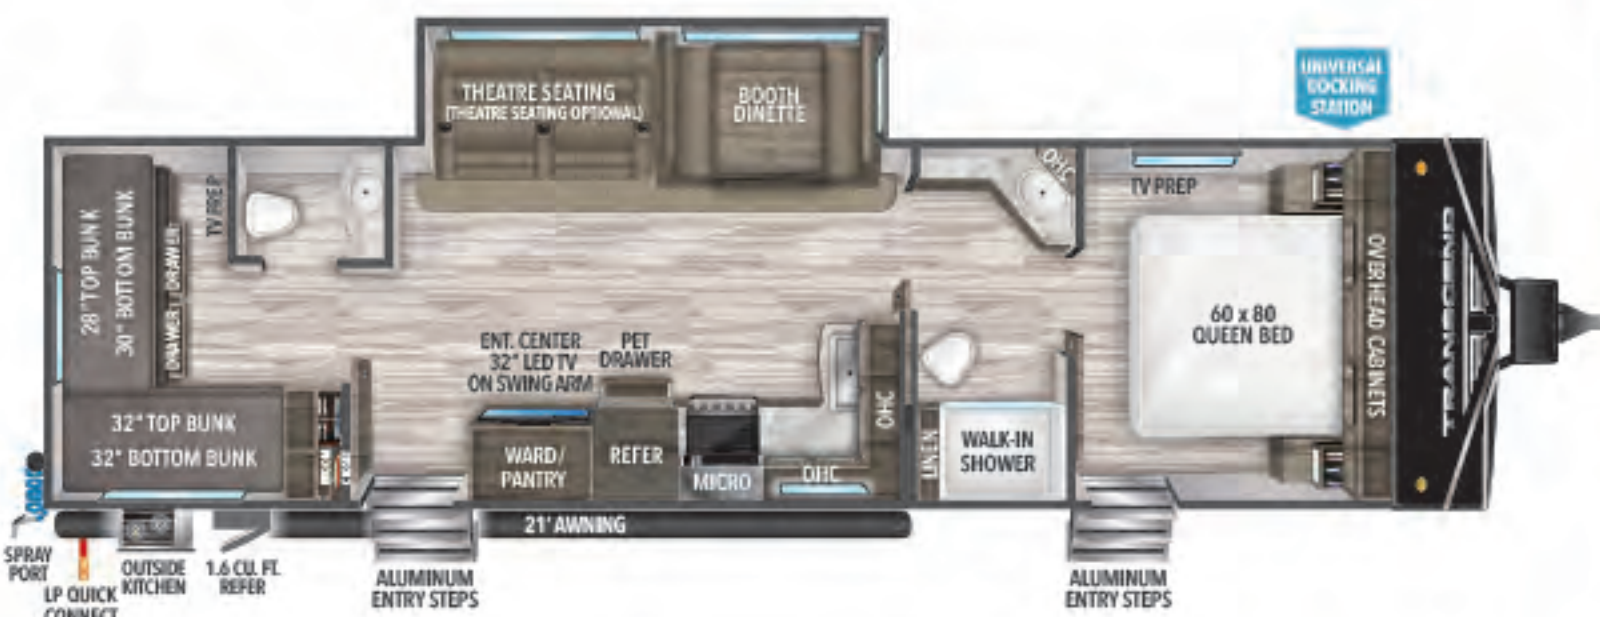 UNIVERSAL
DOCKING
STATION
THEATRE SEATING
(THEATRE SEATING OPTIONAL)
BOOTH
DINETTE
OHC
TV PREP
TV PREP
28" TOP BUNK
30" BOTTOM BUNK
DRAWER
DRAWER
OVERHEAD CABINETS
TRANSCEND
60 x 80
QUEEN BED
ENT. CENTER
32" LED TV
ON SWING ARM
PET
DRAWER
OHC
32" TOP BUNK
32" BOTTOM BUNK
WARD/
PANTRY
REFER
MICRO
OHC
LINEN
WALK-IN
SHOWER
21' AWNING
SPRAY
PORT
LP QUICK
CONNECT
OUTSIDE
KITCHEN
1.6 CU. FT.
REFER
ALUMINUM
ENTRY STEPS
ALUMINUM
ENTRY STEPS